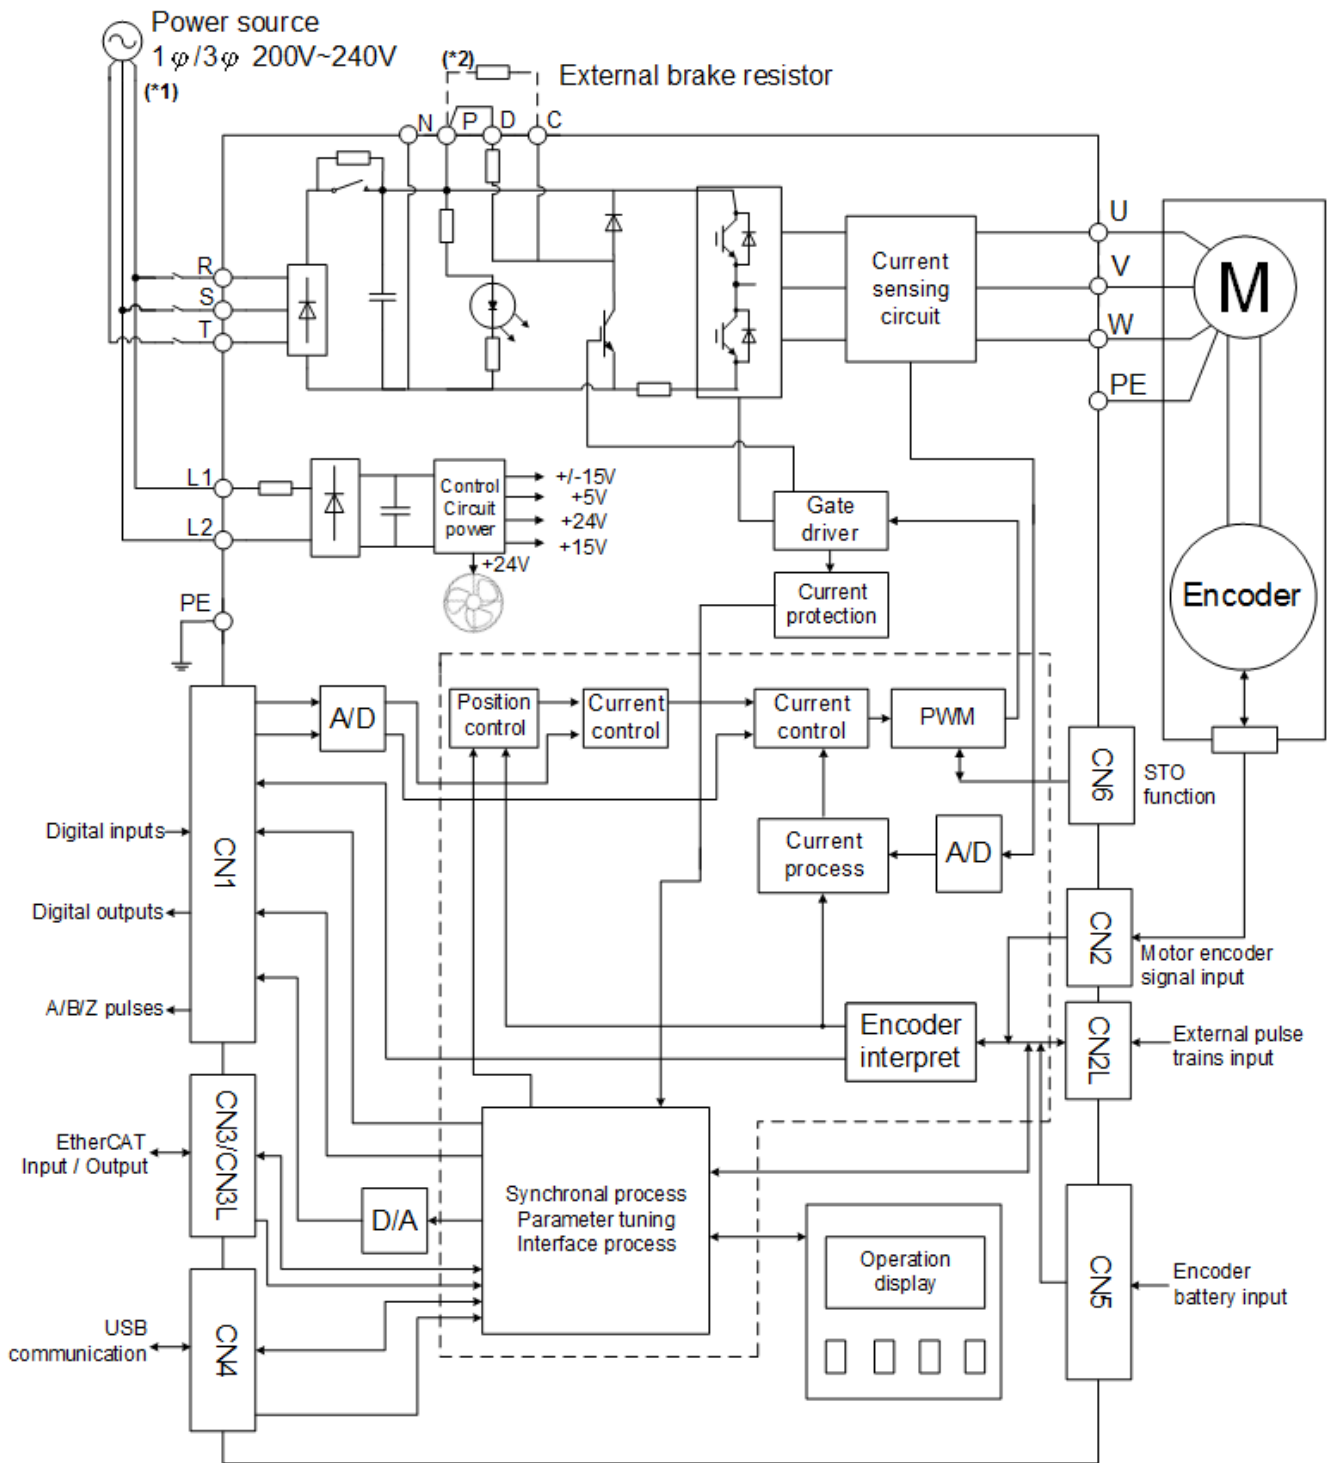 Power source
1φ/3φ 200V~240V
(*1)
(*2)
External brake resistor
N
P
D
C
R
S
T
U
V
W
PE
M
Current
sensing
circuit
L1
L2
Control
Circuit
power
+/-15V
+5V
+24V
+15V
+24V
Gate
driver
Current
protection
Encoder
PE
A/D
Position
control
Current
control
Current
control
PWM
CN6
STO
function
Digital inputs
CN1
Current
process
A/D
Digital outputs
CN2
Motor encoder
signal input
A/B/Z pulses
Encoder
interpret
CN2L
External pulse
trains input
CN3/CN3L
EtherCAT
Input / Output
D/A
Synchronal process
Parameter tuning
Interface process
Operation
display
CN5
Encoder
battery input
USB
communication
CN4